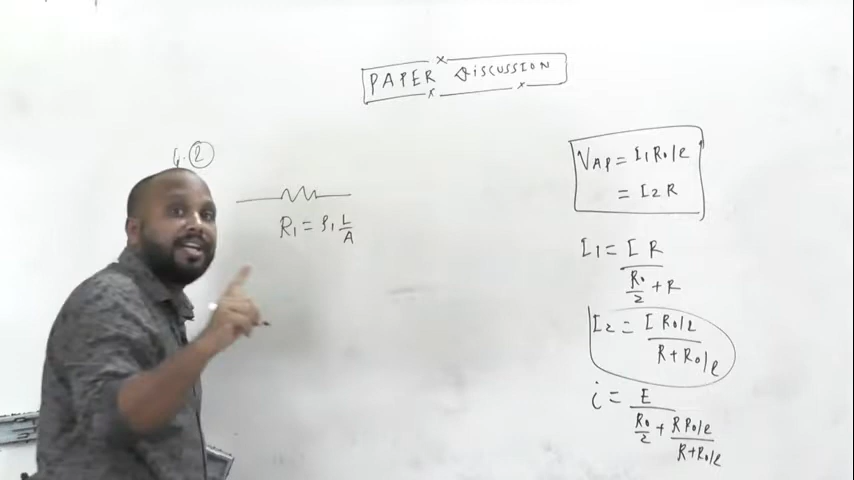 PAPER DISCUSSION
Q. 2
R1 = ρ1 L/A
VAP = I1 R0/2
= I2 R
I1 = I R / (R0/2 + R)
I2 = I R0/2 / (R + R0/2)
i = E / (R0/2 + (R R0/2) / (R + R0/2))